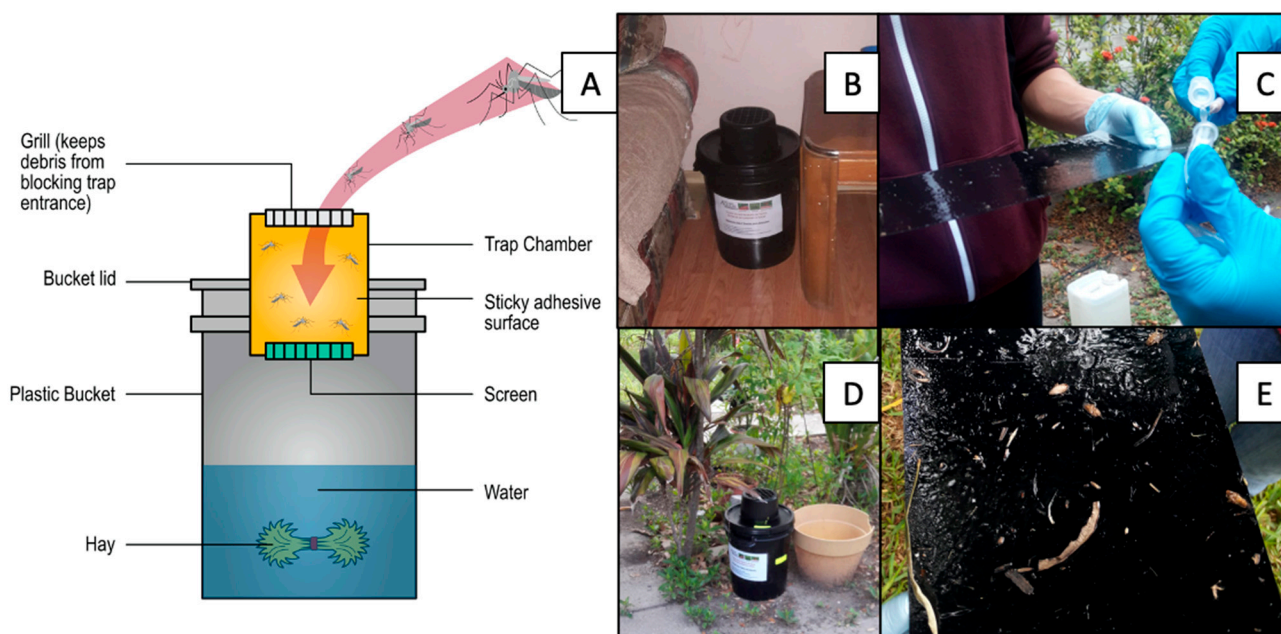 Grill (keeps
debris from
blocking trap
entrance)
Bucket lid
Plastic Bucket
Hay
Trap Chamber
Sticky adhesive
surface
Screen
Water
A
B
C
D
E